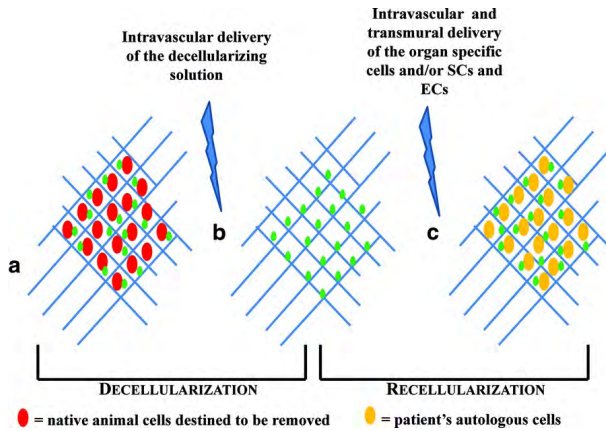 Intravascular delivery
of the decellularizing
solution
Intravascular and
transmural delivery
of the organ specific
cells and/or SCs and
ECs
a
b
c
DECELLULARIZATION
RECELLULARIZATION
= native animal cells destined to be removed
= patient's autologous cells